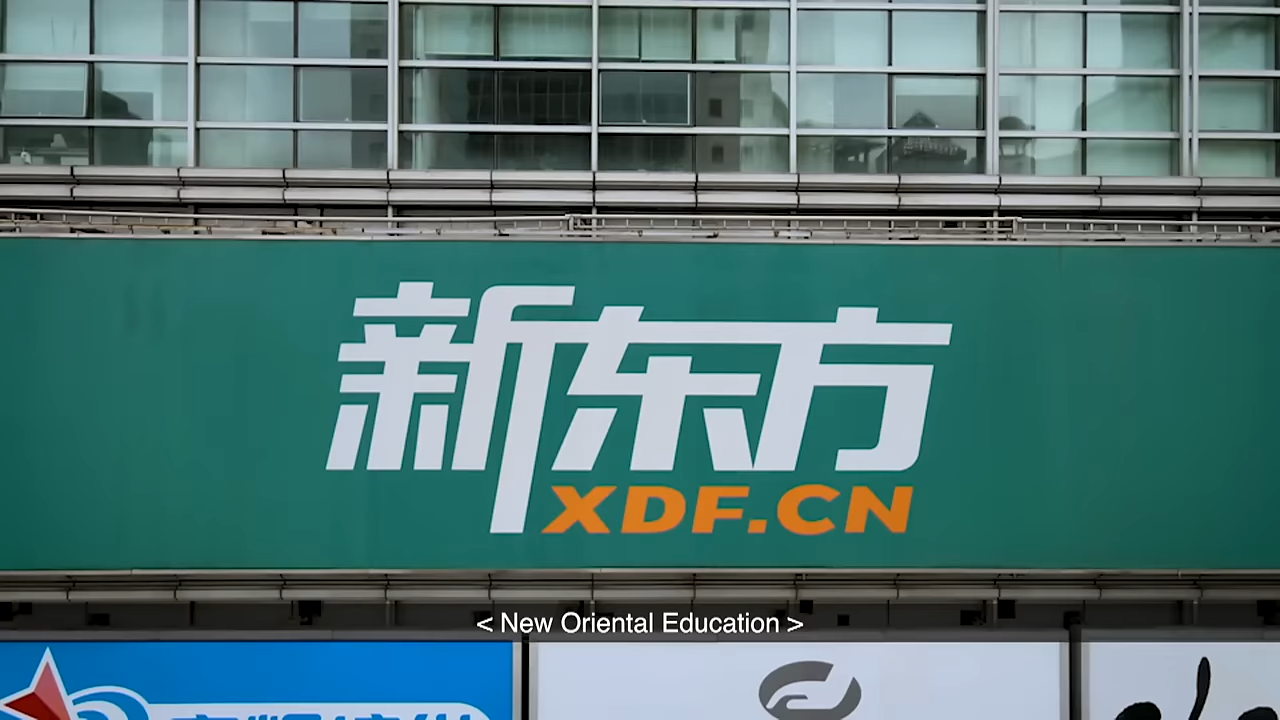 新东方
XDF.CN
< New Oriental Education >